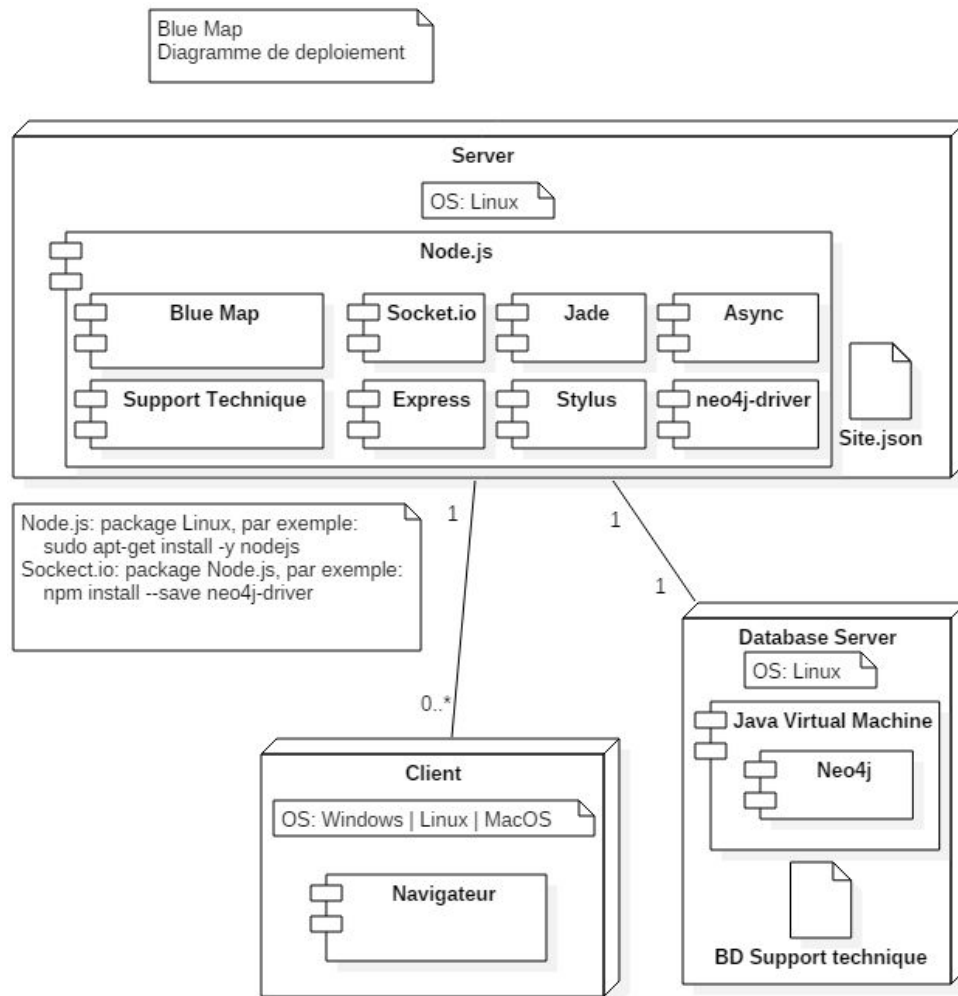 Blue Map
Diagramme de deploiement
Server
OS: Linux
Node.js
Blue Map
Socket.io
Jade
Async
Support Technique
Express
Stylus
neo4j-driver
Site.json
Node.js: package Linux, par exemple:
sudo apt-get install -y nodejs
Sockect.io: package Node.js, par exemple:
npm install --save neo4j-driver
1
1
1
0..*
Database Server
OS: Linux
Java Virtual Machine
Neo4j
BD Support technique
Client
OS: Windows | Linux | MacOS
Navigateur